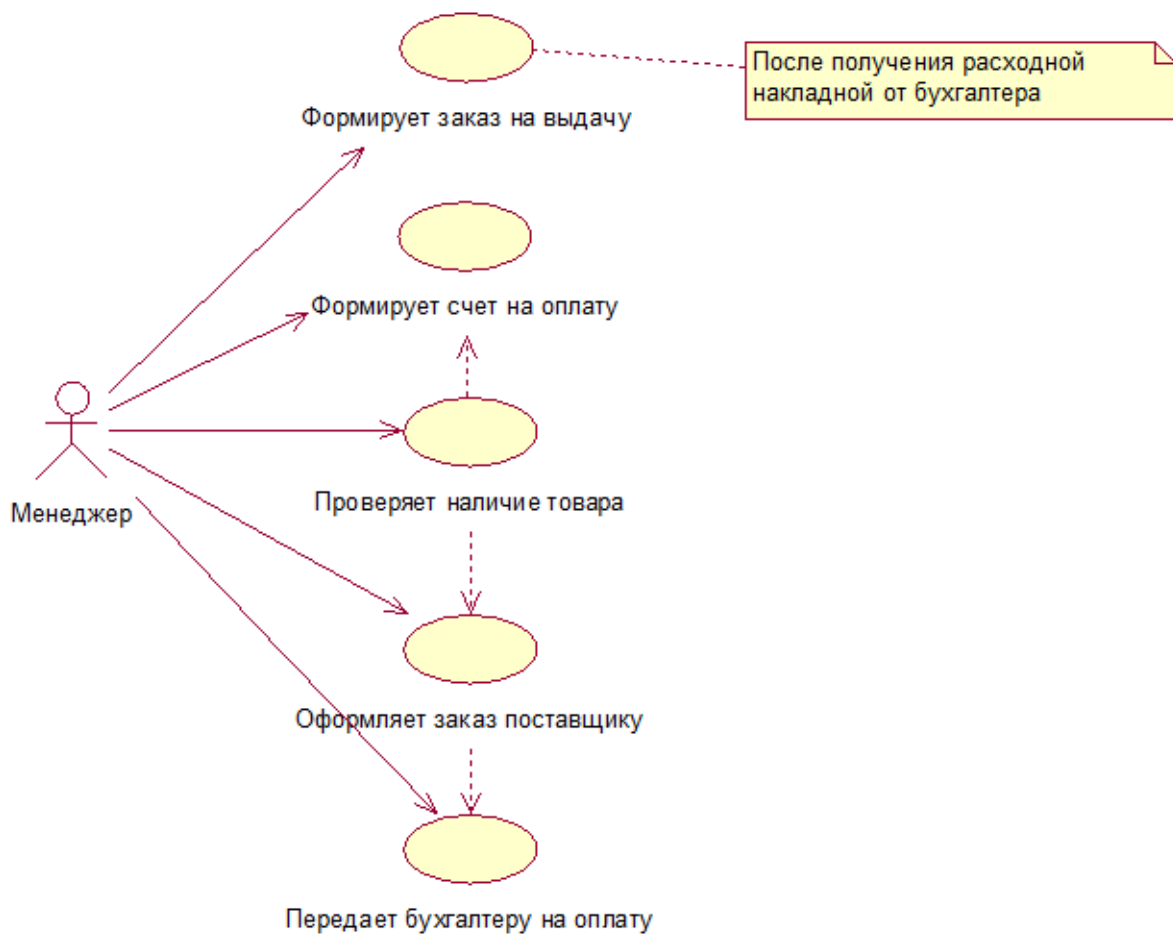 После получения расходной
накладной от бухгалтера
Формирует заказ на выдачу
Формирует счет на оплату
Проверяет наличие товара
Менеджер
Оформляет заказ поставщику
Передает бухгалтеру на оплату